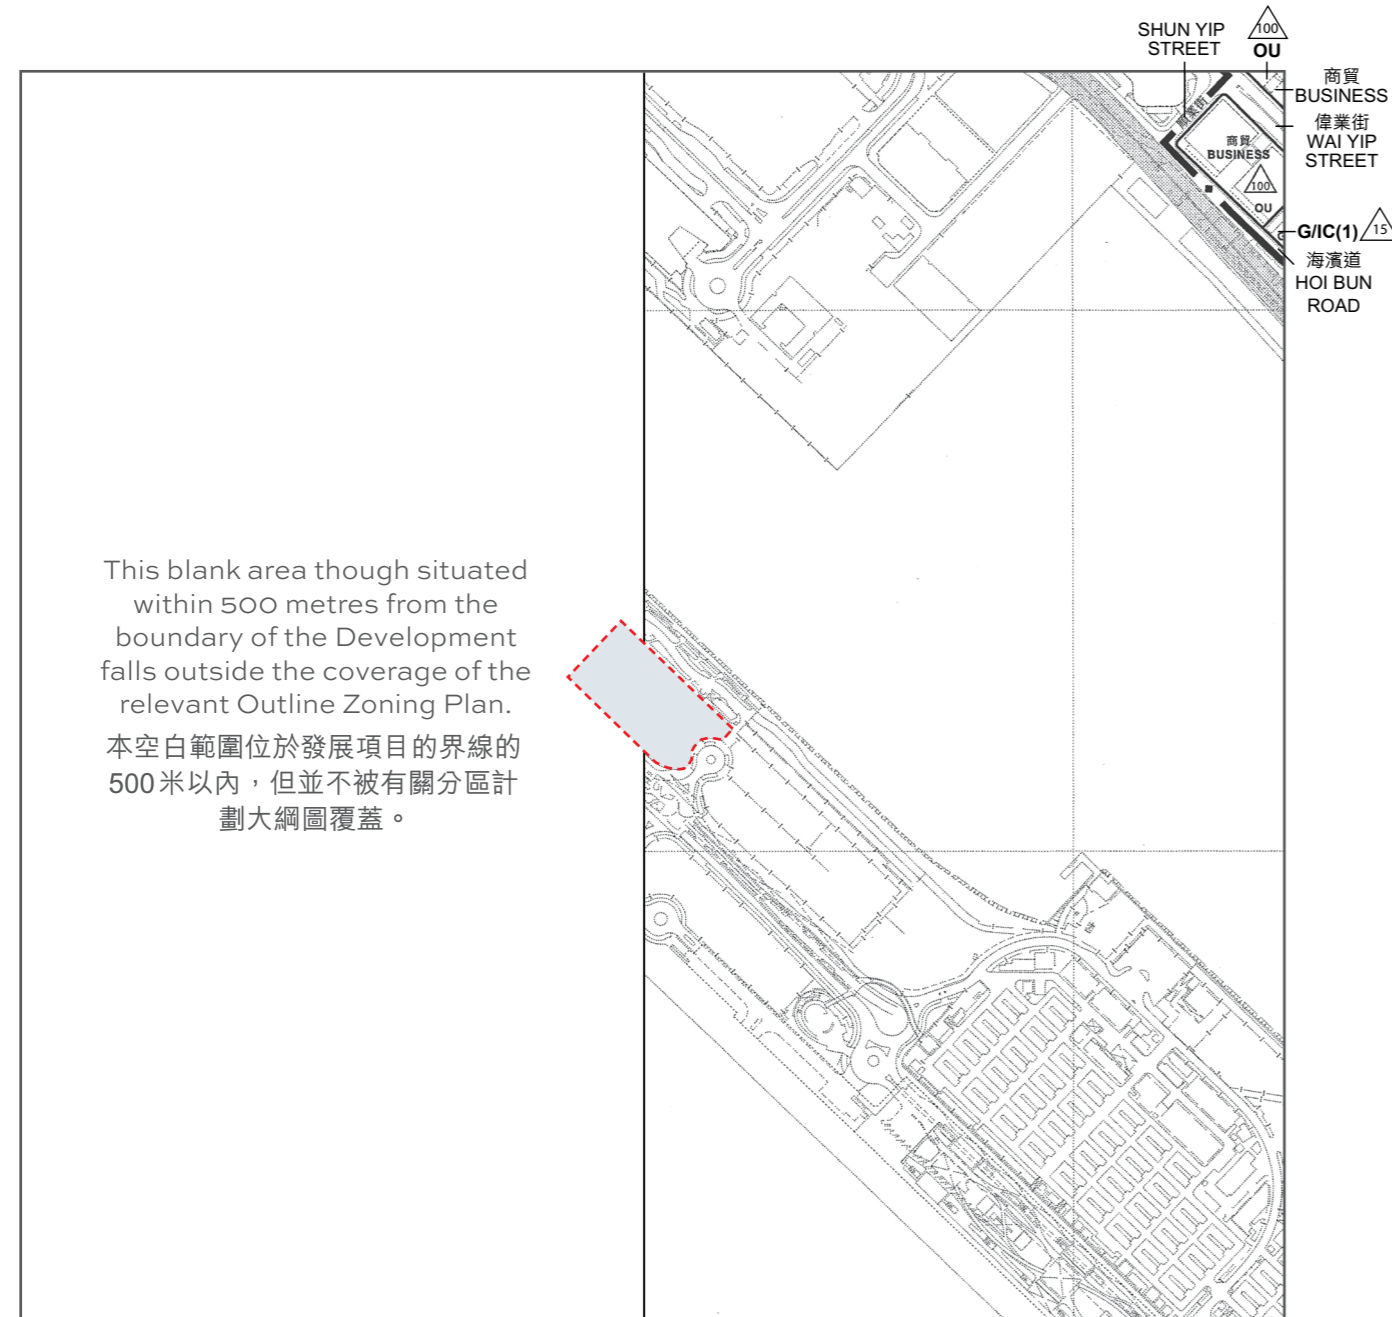 SHUN YIP
STREET
100
OU
商貿
BUSINESS
偉業街
WAI YIP
STREET
順業街
商貿
BUSINESS
100
OU
G/IC(1) 15
海濱道
HOI BUN
ROAD
This blank area though situated
within 500 metres from the
boundary of the Development
falls outside the coverage of the
relevant Outline Zoning Plan.
本空白範圍位於發展項目的界線的
500米以內，但並不被有關分區計
劃大綱圖覆蓋。